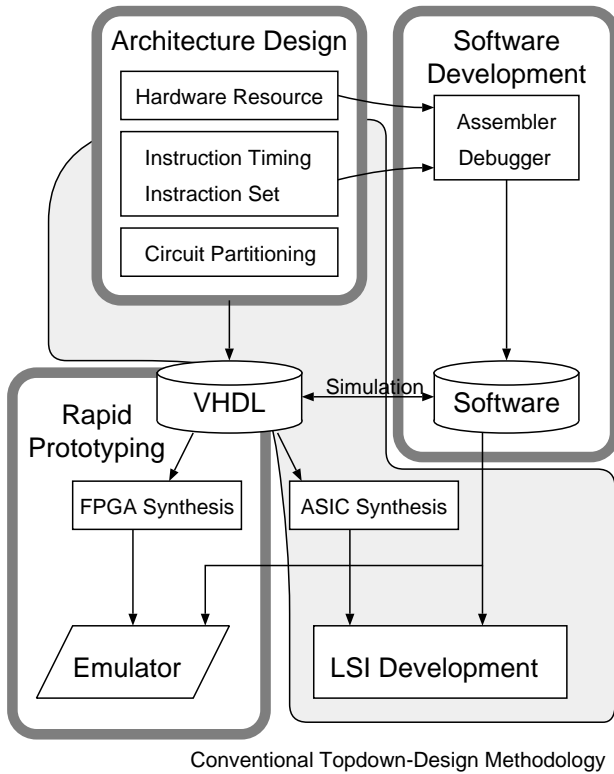 Architecture Design
Hardware Resource
Instruction Timing
Instraction Set
Circuit Partitioning
Software
Development
Assembler
Debugger
VHDL
Simulation
Software
Rapid
Prototyping
FPGA Synthesis
ASIC Synthesis
Emulator
LSI Development
Conventional Topdown-Design Methodology